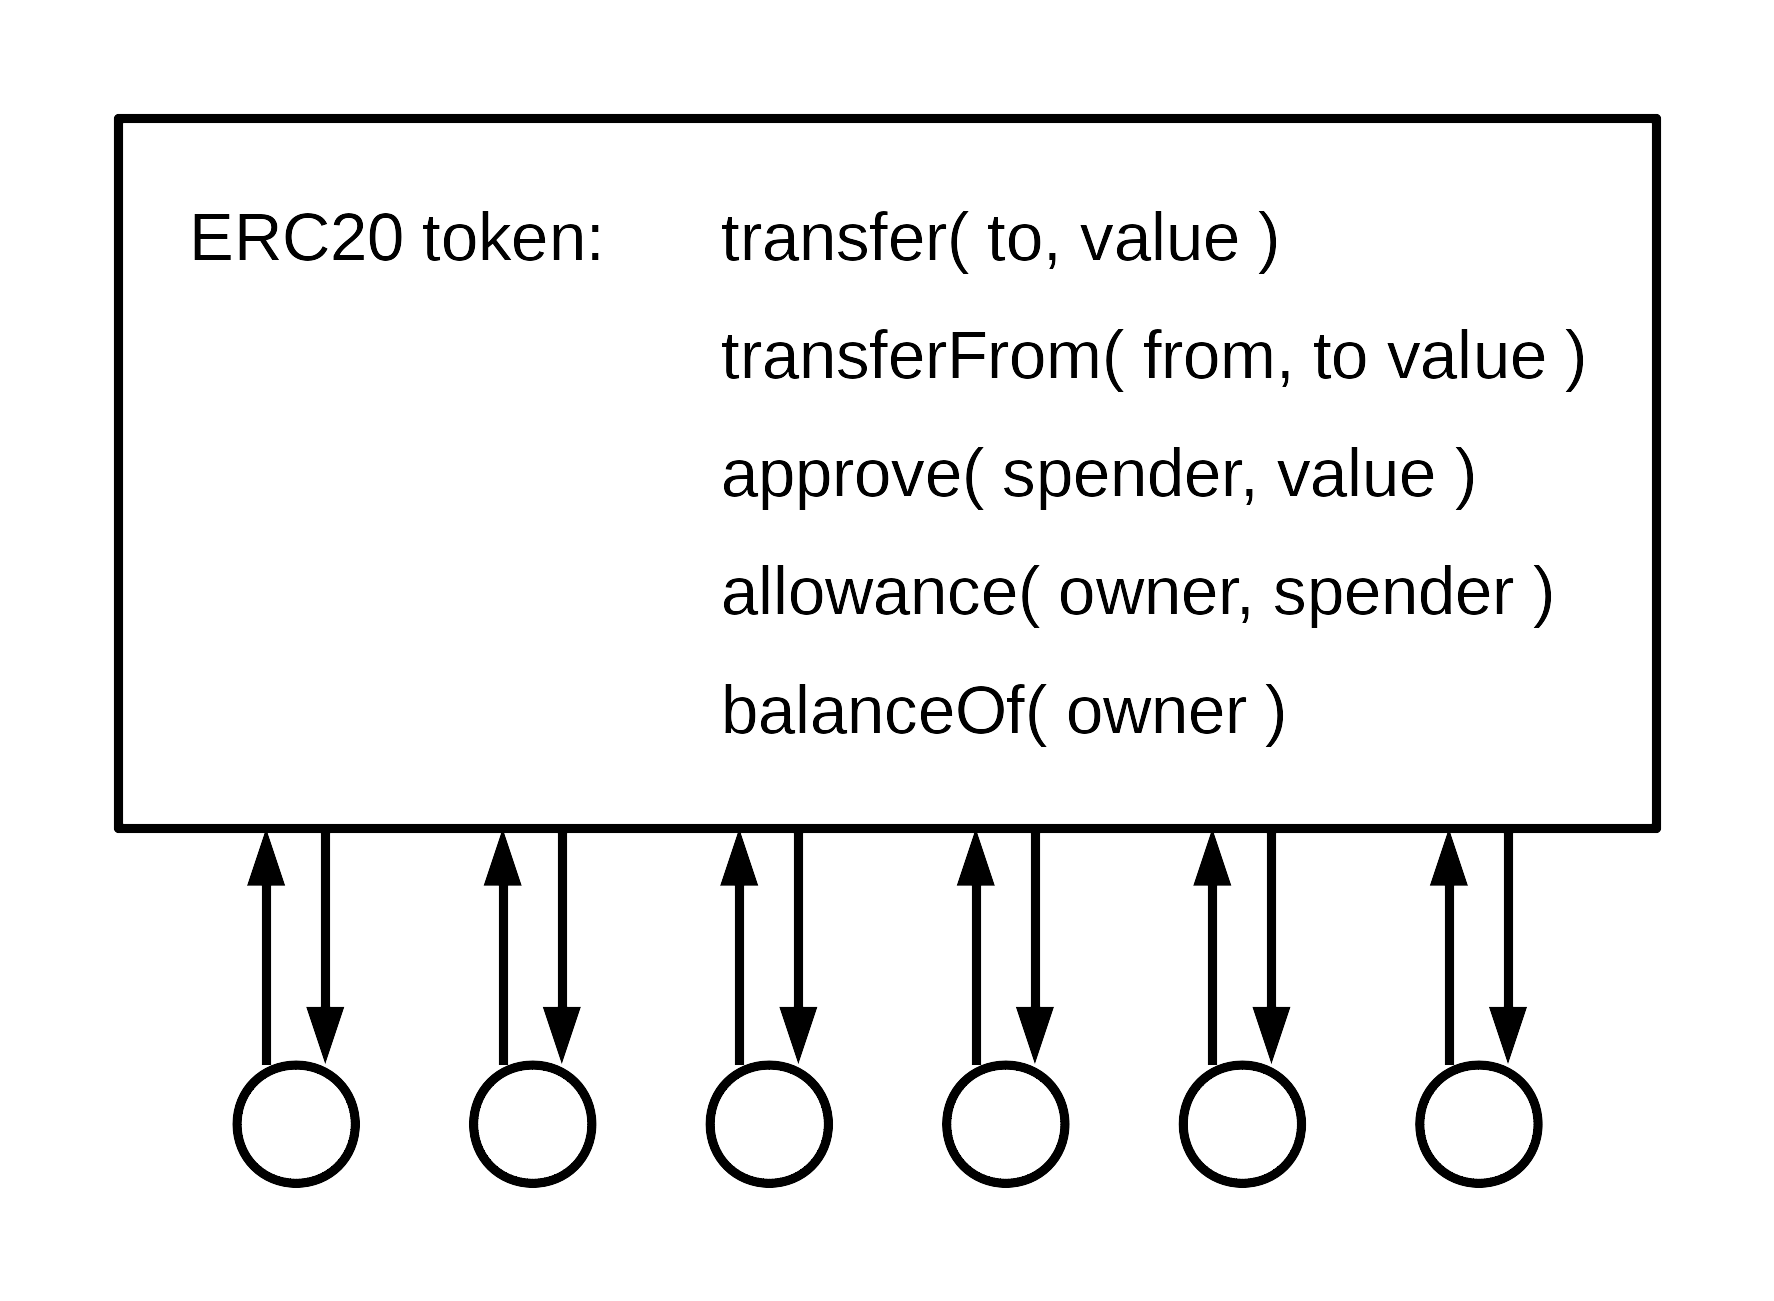 ERC20 token: transfer( to, value )
transferFrom( from, to value )
approve( spender, value )
allowance( owner, spender )
balanceOf( owner )